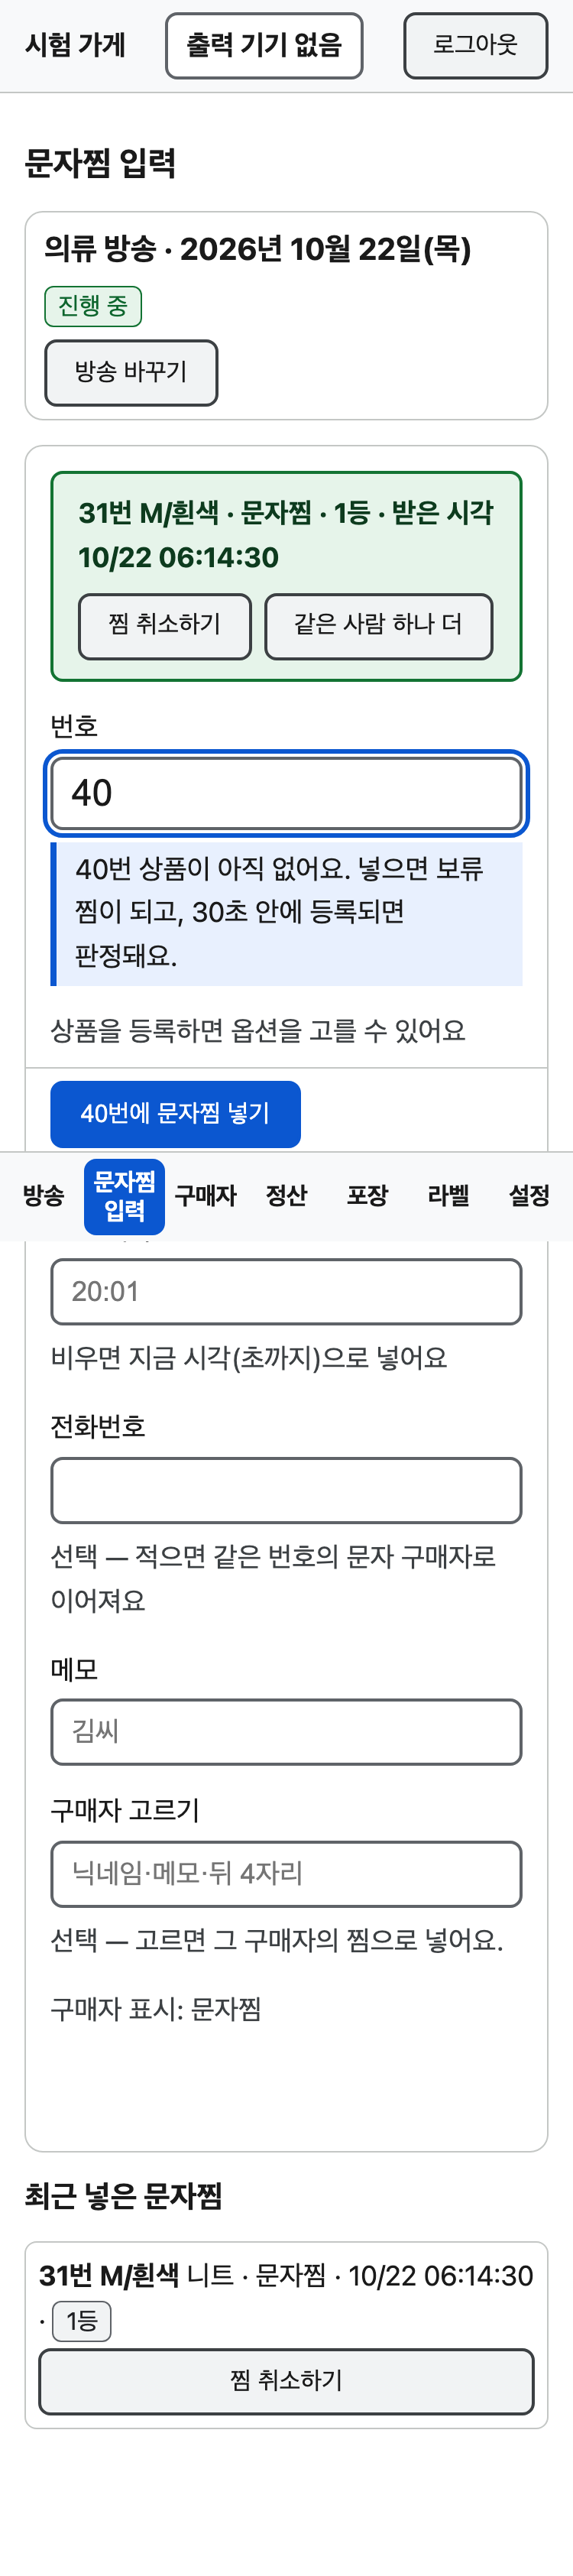 시험 가게
출력 기기 없음
로그아웃
문자찜 입력
의류 방송 · 2026년 10월 22일(목)
진행 중
방송 바꾸기
31번 M/흰색 · 문자찜 · 1등 · 받은 시각
10/22 06:14:30
찜 취소하기
같은 사람 하나 더
번호
40
40번 상품이 아직 없어요. 넣으면 보류
찜이 되고, 30초 안에 등록되면
판정돼요.
상품을 등록하면 옵션을 고를 수 있어요
40번에 문자찜 넣기
방송
문자찜
입력
구매자
정산
포장
라벨
설정
20:01
비우면 지금 시각(초까지)으로 넣어요
전화번호
선택 — 적으면 같은 번호의 문자 구매자로
이어져요
메모
김씨
구매자 고르기
닉네임·메모·뒤 4자리
선택 — 고르면 그 구매자의 찜으로 넣어요.
구매자 표시: 문자찜
최근 넣은 문자찜
31번 M/흰색 니트 · 문자찜 · 10/22 06:14:30
· 1등
찜 취소하기